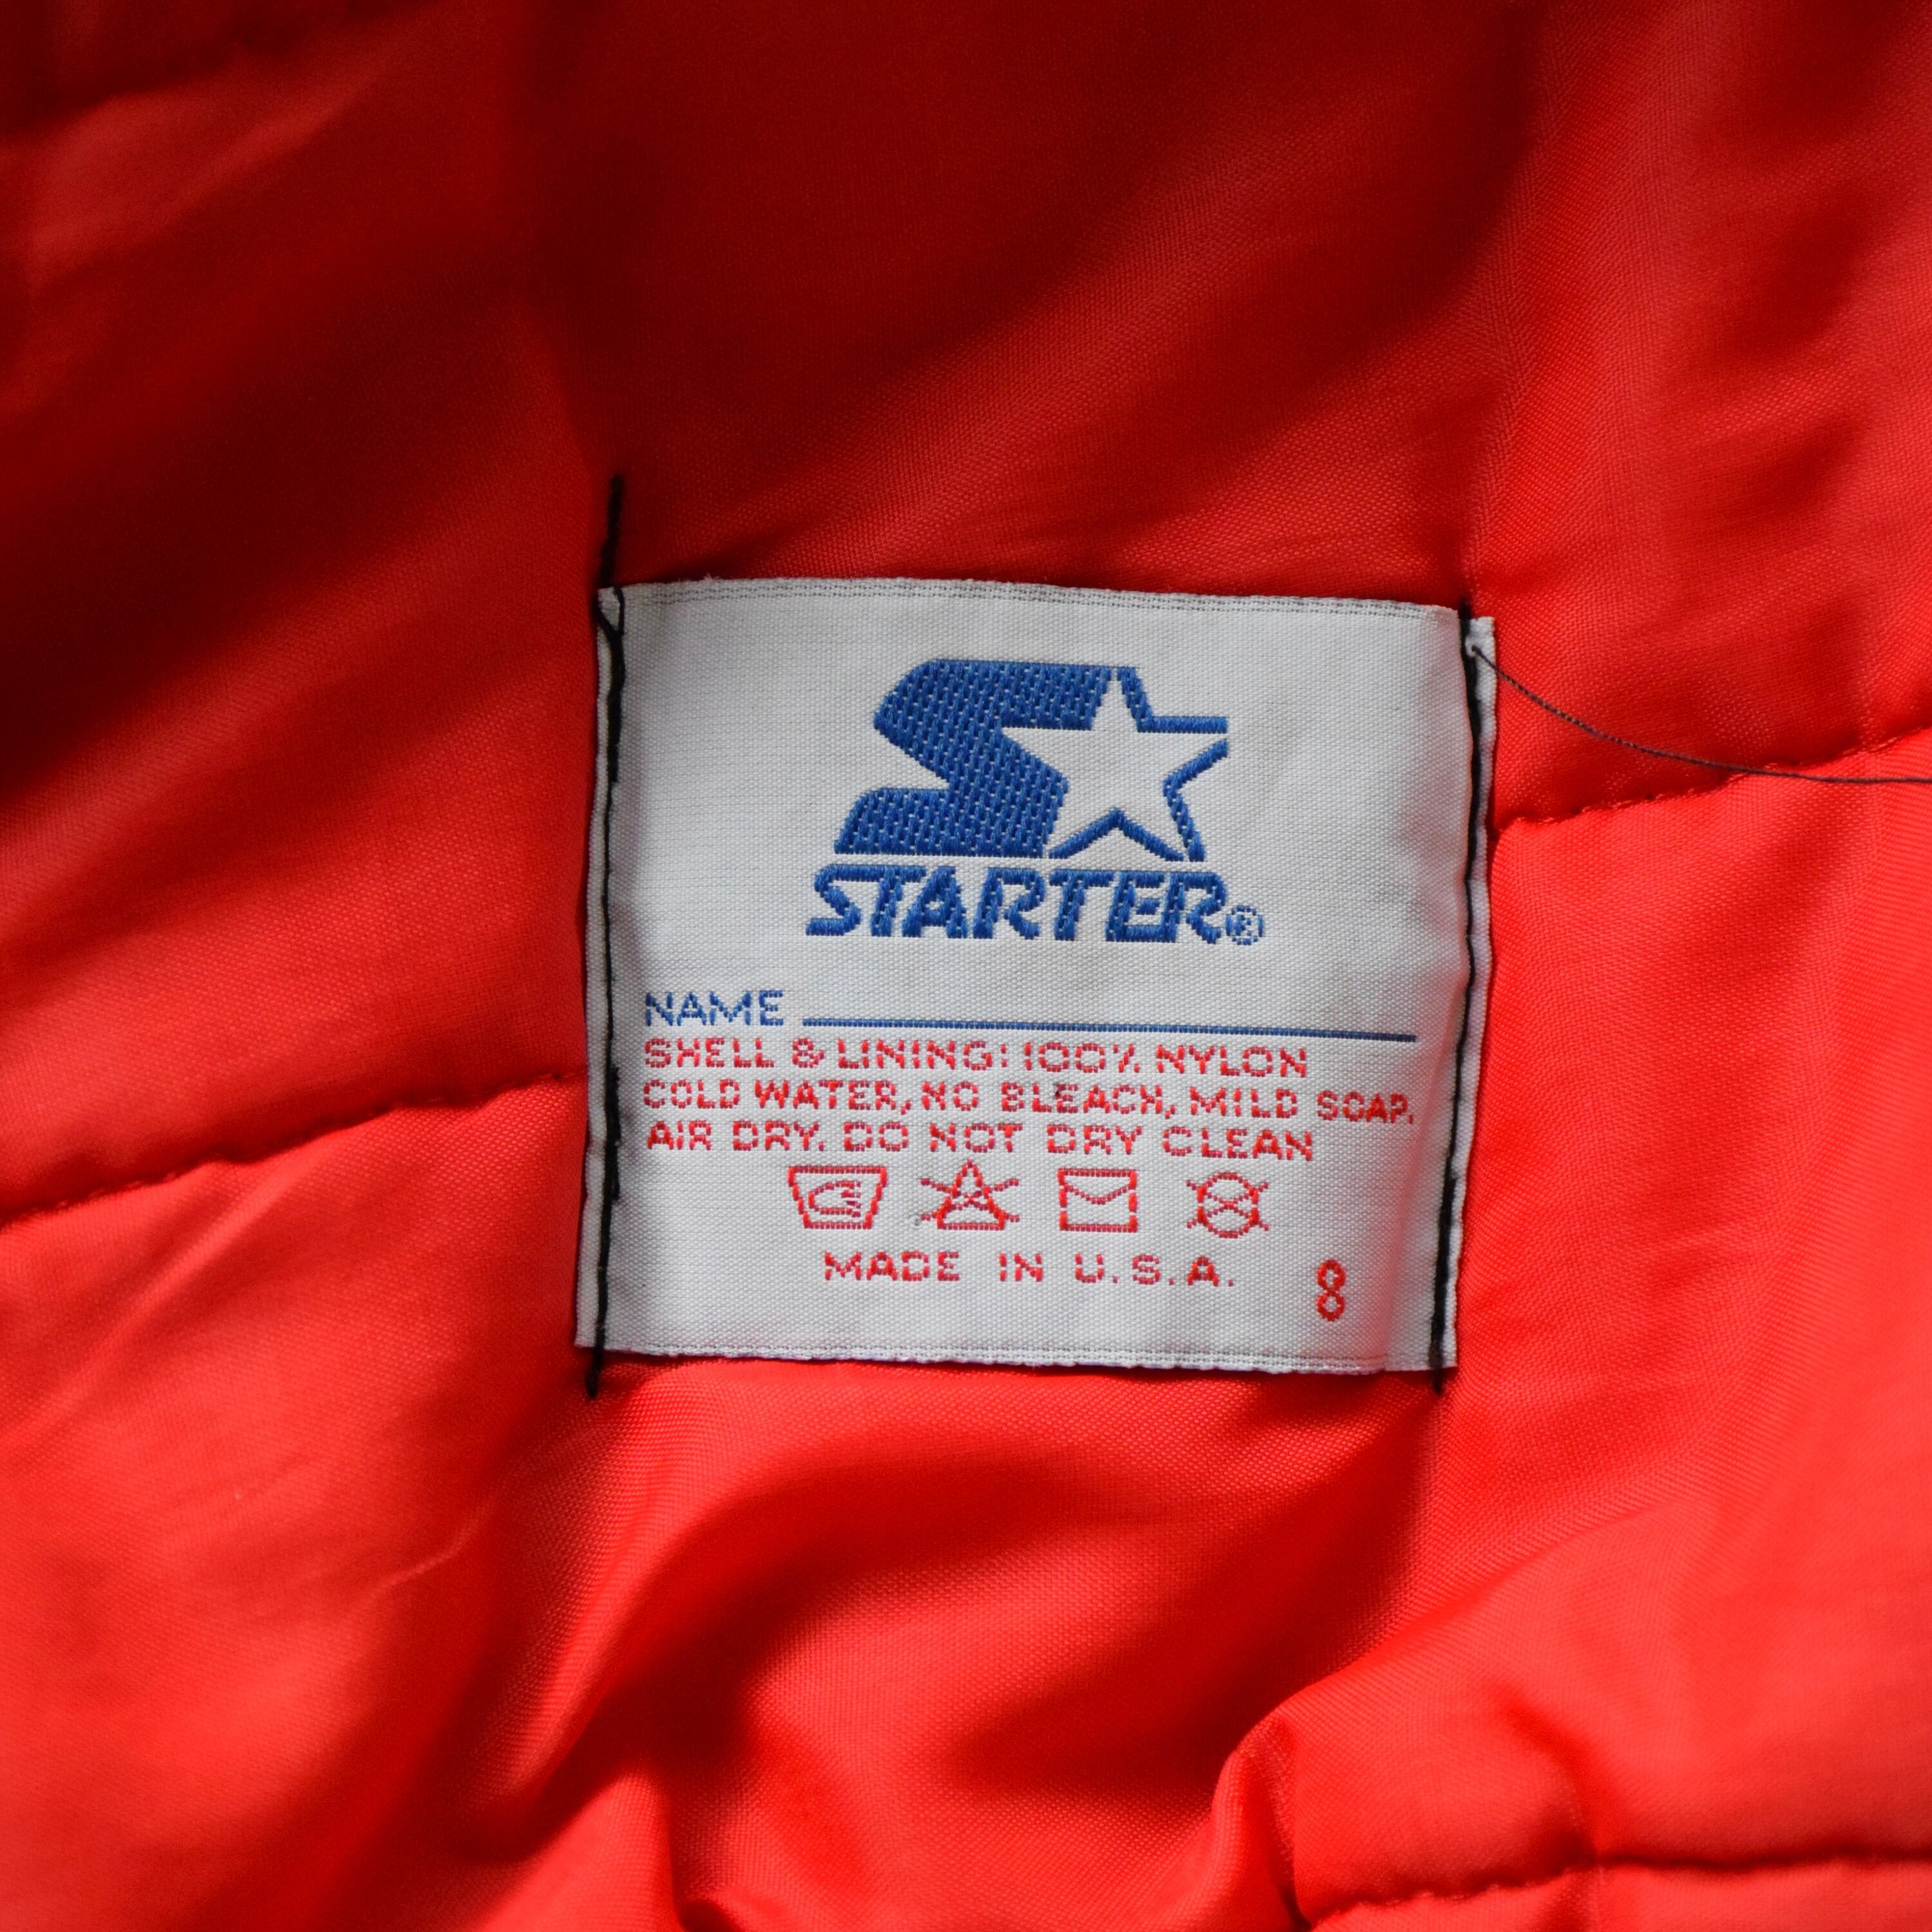 STARTER®
NAME
SHELL & LINING: 100% NYLON
COLD WATER, NO BLEACH, MILD SOAP.
AIR DRY. DO NOT DRY CLEAN
MADE IN U.S.A.
8